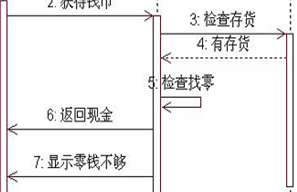 2: 获得钱币
3: 检查存货
4: 有存货
5: 检查找零
6: 返回现金
7: 显示零钱不够